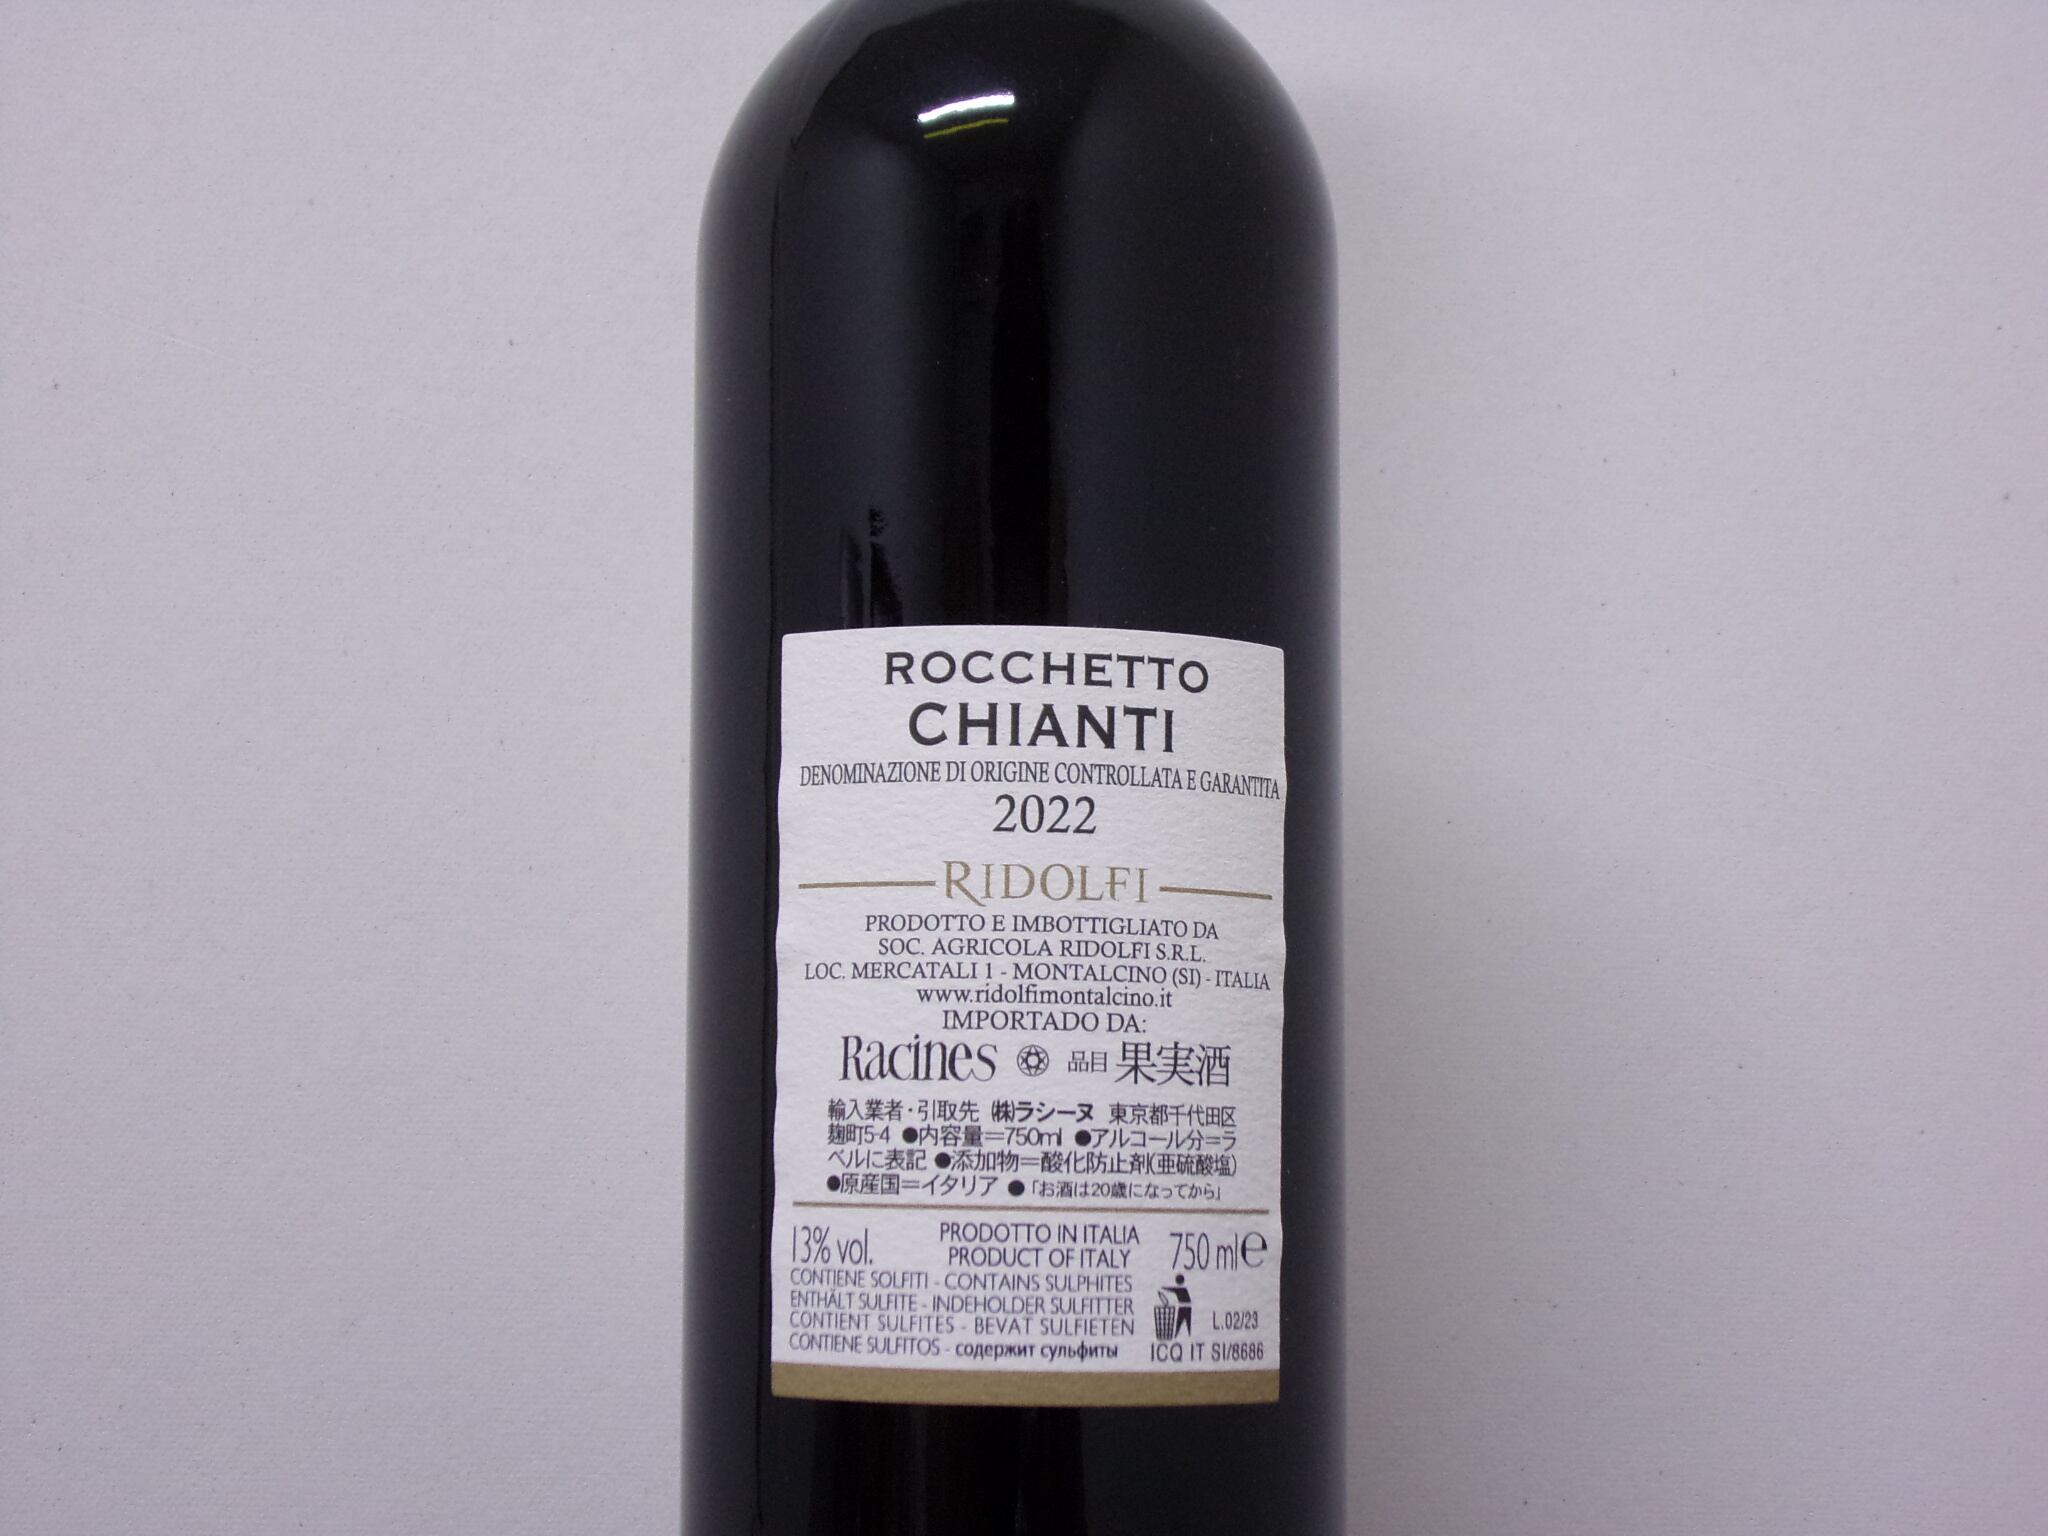 ROCCHETTO
CHIANTI
DENOMINAZIONE DI ORIGINE CONTROLLATA E GARANTITA
2022
RIDOLFI
PRODOTTO E IMBOTTIGLIATO DA
SOC. AGRICOLA RIDOLFI S.R.L.
LOC. MERCATALI 1 - MONTALCINO (SI) - ITALIA
www.ridolfimontalcino.it
IMPORTADO DA:
Racines 品目 果実酒
輸入業者・引取先 (株)ラシーヌ 東京都千代田区
麹町5-4 ●内容量=750ml ●アルコール分=ラ
ベルに表記 ●添加物=酸化防止剤(亜硫酸塩)
●原産国=イタリア ●「お酒は20歳になってから」
13% vol. PRODOTTO IN ITALIA 750 ml e
PRODUCT OF ITALY
CONTIENE SOLFITI - CONTAINS SULPHITES
ENTHÄLT SULFITE - INDEHOLDER SULFITTER
CONTIENT SULFITES - BEVAT SULFIETEN L.02/23
CONTIENE SULFITOS - содержит сульфиты ICQ IT SI/8686